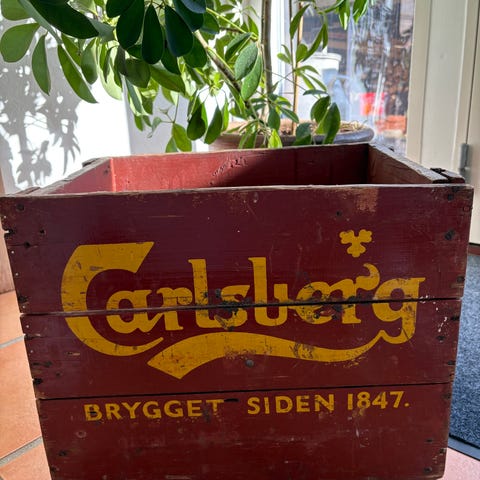 Carlsberg
BRYGGET SIDEN 1847.